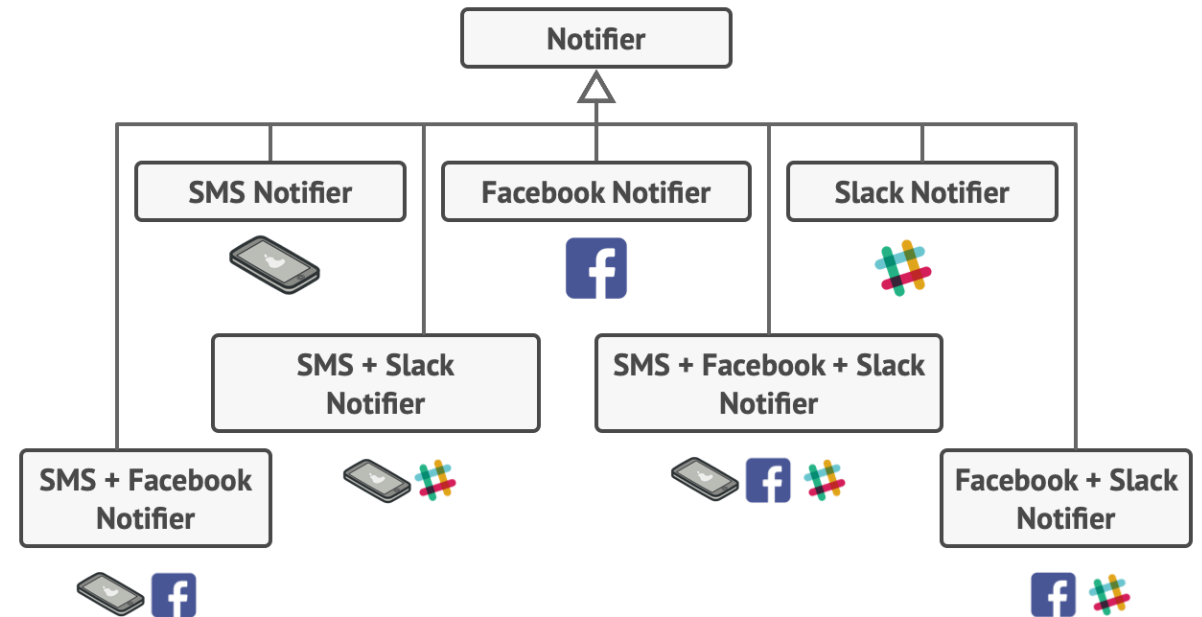 Notifier
SMS Notifier
Facebook Notifier
Slack Notifier
SMS + Slack
Notifier
SMS + Facebook + Slack
Notifier
SMS + Facebook
Notifier
Facebook + Slack
Notifier